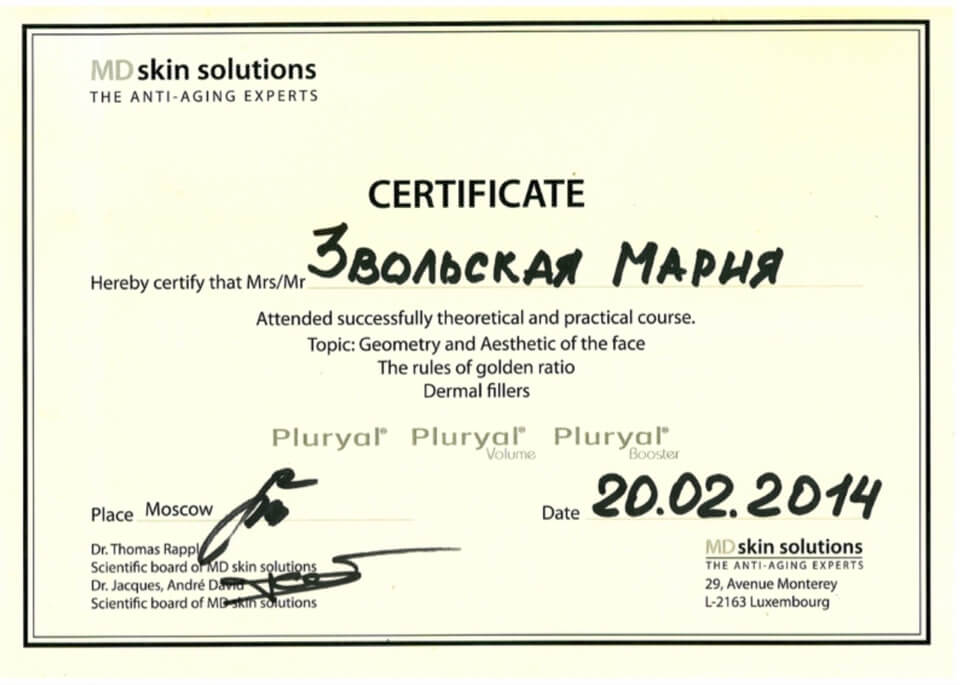 MD skin solutions
THE ANTI-AGING EXPERTS
CERTIFICATE
Hereby certify that Mrs/Mr Звольская Мария
Attended successfully theoretical and practical course.
Topic: Geometry and Aesthetic of the face
The rules of golden ratio
Dermal fillers
Pluryal® Pluryal® Volume Pluryal® Booster
Place Moscow
Date 20.02.2014
Dr. Thomas Rappl
Scientific board of MD skin solutions
Dr. Jacques, André David
Scientific board of MD skin solutions
MD skin solutions
THE ANTI-AGING EXPERTS
29, Avenue Monterey
L-2163 Luxembourg